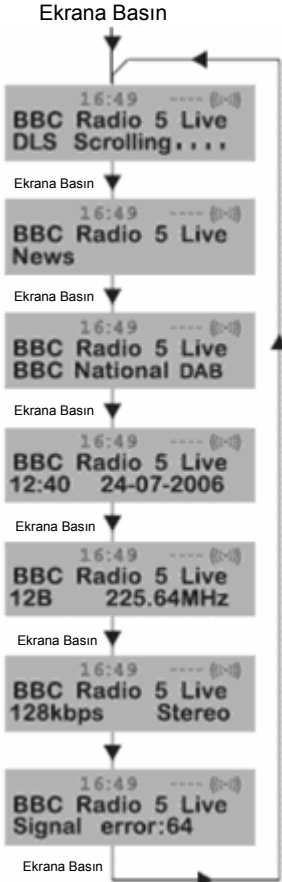 Ekrana Basın
16:49 ----
BBC Radio 5 Live
DLS Scrolling....
Ekrana Basın
16:49 ----
BBC Radio 5 Live
News
Ekrana Basın
16:49 ----
BBC Radio 5 Live
BBC National DAB
Ekrana Basın
16:49 ----
BBC Radio 5 Live
12:40 24-07-2006
Ekrana Basın
16:49 ----
BBC Radio 5 Live
12B 225.64MHz
Ekrana Basın
16:49 ----
BBC Radio 5 Live
128kbps Stereo
16:49 ----
BBC Radio 5 Live
Signal error:64
Ekrana Basın